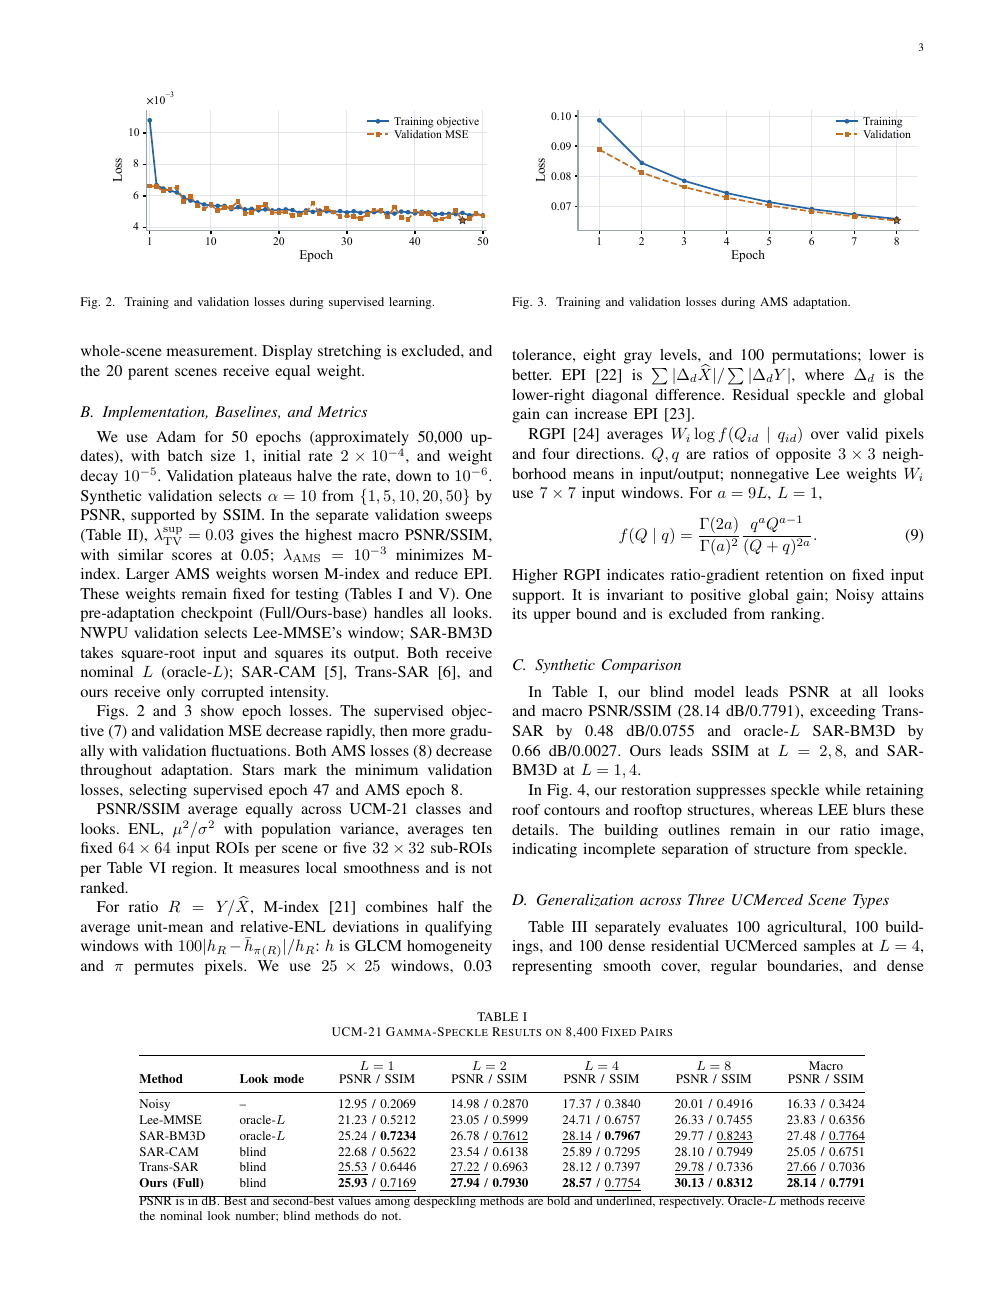 3
×10⁻³
10
8
6
4
Loss
Training objective
Validation MSE
1 10 20 30 40 50
Epoch
Fig. 2. Training and validation losses during supervised learning.
0.10
0.09
0.08
0.07
Loss
Training
Validation
1 2 3 4 5 6 7 8
Epoch
Fig. 3. Training and validation losses during AMS adaptation.
whole-scene measurement. Display stretching is excluded, and
the 20 parent scenes receive equal weight.
B. Implementation, Baselines, and Metrics
We use Adam for 50 epochs (approximately 50,000 up-
dates), with batch size 1, initial rate 2 × 10⁻⁴, and weight
decay 10⁻⁵. Validation plateaus halve the rate, down to 10⁻⁶.
Synthetic validation selects α = 10 from {1, 5, 10, 20, 50} by
PSNR, supported by SSIM. In the separate validation sweeps
(Table II), λ_TV^sup = 0.03 gives the highest macro PSNR/SSIM,
with similar scores at 0.05; λ_AMS = 10⁻³ minimizes M-
index. Larger AMS weights worsen M-index and reduce EPI.
These weights remain fixed for testing (Tables I and V). One
pre-adaptation checkpoint (Full/Ours-base) handles all looks.
NWPU validation selects Lee-MMSE's window; SAR-BM3D
takes square-root input and squares its output. Both receive
nominal L (oracle-L); SAR-CAM [5], Trans-SAR [6], and
ours receive only corrupted intensity.
Figs. 2 and 3 show epoch losses. The supervised objec-
tive (7) and validation MSE decrease rapidly, then more gradu-
ally with validation fluctuations. Both AMS losses (8) decrease
throughout adaptation. Stars mark the minimum validation
losses, selecting supervised epoch 47 and AMS epoch 8.
PSNR/SSIM average equally across UCM-21 classes and
looks. ENL, μ²/σ² with population variance, averages ten
fixed 64 × 64 input ROIs per scene or five 32 × 32 sub-ROIs
per Table VI region. It measures local smoothness and is not
ranked.
For ratio R = Y/X̂, M-index [21] combines half the
average unit-mean and relative-ENL deviations in qualifying
windows with 100|h_R − h̄_π(R)|/h_R: h is GLCM homogeneity
and π permutes pixels. We use 25 × 25 windows, 0.03
tolerance, eight gray levels, and 100 permutations; lower is
better. EPI [22] is ∑ |Δ_d X̂|/ ∑ |Δ_d Y|, where Δ_d is the
lower-right diagonal difference. Residual speckle and global
gain can increase EPI [23].
RGPI [24] averages W_i log f(Q_id | q_id) over valid pixels
and four directions. Q, q are ratios of opposite 3 × 3 neigh-
borhood means in input/output; nonnegative Lee weights W_i
use 7 × 7 input windows. For a = 9L, L = 1,
f(Q | q) = Γ(2a)/Γ(a)² q^a Q^(a−1)/(Q + q)^(2a). (9)
Higher RGPI indicates ratio-gradient retention on fixed input
support. It is invariant to positive global gain; Noisy attains
its upper bound and is excluded from ranking.
C. Synthetic Comparison
In Table I, our blind model leads PSNR at all looks
and macro PSNR/SSIM (28.14 dB/0.7791), exceeding Trans-
SAR by 0.48 dB/0.0755 and oracle-L SAR-BM3D by
0.66 dB/0.0027. Ours leads SSIM at L = 2, 8, and SAR-
BM3D at L = 1, 4.
In Fig. 4, our restoration suppresses speckle while retaining
roof contours and rooftop structures, whereas LEE blurs these
details. The building outlines remain in our ratio image,
indicating incomplete separation of structure from speckle.
D. Generalization across Three UCMerced Scene Types
Table III separately evaluates 100 agricultural, 100 build-
ings, and 100 dense residential UCMerced samples at L = 4,
representing smooth cover, regular boundaries, and dense
TABLE I
UCM-21 GAMMA-SPECKLE RESULTS ON 8,400 FIXED PAIRS
L = 1 L = 2 L = 4 L = 8 Macro
Method Look mode PSNR / SSIM PSNR / SSIM PSNR / SSIM PSNR / SSIM PSNR / SSIM
Noisy – 12.95 / 0.2069 14.98 / 0.2870 17.37 / 0.3840 20.01 / 0.4916 16.33 / 0.3424
Lee-MMSE oracle-L 21.23 / 0.5212 23.05 / 0.5999 24.71 / 0.6757 26.33 / 0.7455 23.83 / 0.6356
SAR-BM3D oracle-L 25.24 / 0.7234 26.78 / 0.7612 28.14 / 0.7967 29.77 / 0.8243 27.48 / 0.7764
SAR-CAM blind 22.68 / 0.5622 23.54 / 0.6138 25.89 / 0.7295 28.10 / 0.7949 25.05 / 0.6751
Trans-SAR blind 25.53 / 0.6446 27.22 / 0.6963 28.12 / 0.7397 29.78 / 0.7336 27.66 / 0.7036
Ours (Full) blind 25.93 / 0.7169 27.94 / 0.7930 28.57 / 0.7754 30.13 / 0.8312 28.14 / 0.7791
PSNR is in dB. Best and second-best values among despeckling methods are bold and underlined, respectively. Oracle-L methods receive
the nominal look number; blind methods do not.